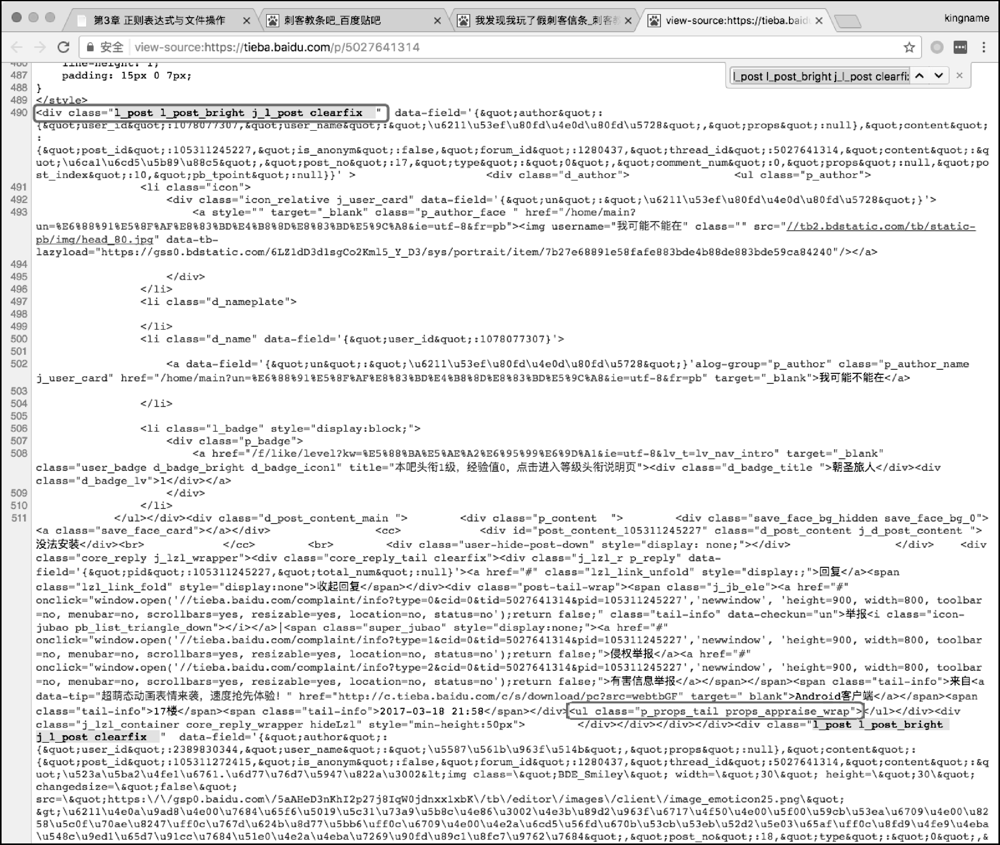 第3章 正则表达式与文件操作
刺客教条吧_百度贴吧
我发现我玩了假刺客信条_刺客教
view-source:https://tieba.baid
kingname
安全 view-source:https://tieba.baidu.com/p/5027641314
l_post l_post_bright j_l_post clearfi
486 line-height: 1;
487 padding: 15px 0 7px;
488 }
489 </style>
490 <div class="l_post l_post_bright j_l_post clearfix  "  data-field='{&quot;author&quot;:
{&quot;user_id&quot;:1078077307,&quot;user_name&quot;:&quot;\u6211\u53ef\u80fd\u4e0d\u80fd\u5728&quot;,&quot;props&quot;:null},&quot;content&quot;
:
{&quot;post_id&quot;:105311245227,&quot;is_anonym&quot;:false,&quot;forum_id&quot;:1280437,&quot;thread_id&quot;:5027641314,&quot;content&quot;:&q
uot;\u6ca1\u6cd5\u5b89\u88c5&quot;,&quot;post_no&quot;:17,&quot;type&quot;:&quot;0&quot;,&quot;comment_num&quot;:0,&quot;props&quot;:null,&quot;po
st_index&quot;:10,&quot;pb_tpoint&quot;:null}}' > <div class="d_author"> <ul class="p_author">
491 <li class="icon">
492 <div class="icon_relative j_user_card" data-field='{&quot;un&quot;:&quot;\u6211\u53ef\u80fd\u4e0d\u80fd\u5728&quot;}'>
493 <a style="" target="_blank" class="p_author_face " href="/home/main?
un=%E6%88%91%E5%8F%AF%E8%83%BD%E4%B8%8D%E8%83%BD%E5%9C%A8&ie=utf-8&fr=pb"><img username="我可能不能在" class="" src="//tb2.bdstatic.com/tb/static-
pb/img/head_80.jpg" data-tb-
lazyload="https://gss0.bdstatic.com/6LZ1dD3d1sgCo2Kml5_Y_D3/sys/portrait/item/7b27e68891e58fafe883bde4b88de883bde59ca84240"/></a>
494
495 </div>
496 </li>
497 <li class="d_nameplate">
498
499 </li>
500 <li class="d_name" data-field='{&quot;user_id&quot;:1078077307}'>
501
502 <a data-field='{&quot;un&quot;:&quot;\u6211\u53ef\u80fd\u4e0d\u80fd\u5728&quot;}'alog-group="p_author" class="p_author_name
j_user_card" href="/home/main?un=%E6%88%91%E5%8F%AF%E8%83%BD%E4%B8%8D%E8%83%BD%E5%9C%A8&ie=utf-8&fr=pb" target="_blank">我可能不能在</a>
503
504 </li>
505
506 <li class="l_badge" style="display:block;">
507 <div class="p_badge">
508 <a href="/f/like/level?kw=%E5%88%BA%E5%AE%A2%E6%95%99%E6%9D%A1&ie=utf-8&lv_t=lv_nav_intro" target="_blank"
class="user_badge d_badge_bright d_badge_icon1" title="本吧头衔1级，经验值0，点击进入等级头衔说明页"><div class="d_badge_title ">朝圣旅人</div><div
class="d_badge_lv">1</div></a>
509 </div>
510 </li>
511 </ul></div><div class="d_post_content_main "> <div class="p_content  "> <div class="save_face_bg_hidden save_face_bg_0">
<a class="save_face_card"></a></div> <cc> <div id="post_content_105311245227" class="d_post_content j_d_post_content ">
没法安装</div><br> </cc> <br> <div class="user-hide-post-down" style="display: none;"></div> </div> <div
class="core_reply j_lzl_wrapper"><div class="core_reply_tail clearfix"><div class="j_lzl_r p_reply" data-
field='{&quot;pid&quot;:105311245227,&quot;total_num&quot;:null}'><a href="#" class="lzl_link_unfold" style="display:;">回复</a><span
class="lzl_link_fold" style="display:none">收起回复</span></div><div class="post-tail-wrap"><span class="j_jb_ele"><a href="#"
onclick="window.open('//tieba.baidu.com/complaint/info?type=0&cid=0&tid=5027641314&pid=105311245227','newwindow', 'height=900, width=800, toolbar
=no, menubar=no, scrollbars=yes, resizable=yes, location=no, status=no');return false;" class="tail-info" data-checkun="un">举报<i class="icon-
jubao pb_list_triangle_down"></i></a>|<span class="super_jubao" style="display:none;"><a href="#"
onclick="window.open('//tieba.baidu.com/complaint/info?type=1&cid=0&tid=5027641314&pid=105311245227','newwindow', 'height=900, width=800, toolbar
=no, menubar=no, scrollbars=yes, resizable=yes, location=no, status=no');return false;">侵权举报</a><a href="#"
onclick="window.open('//tieba.baidu.com/complaint/info?type=2&cid=0&tid=5027641314&pid=105311245227','newwindow', 'height=900, width=800, toolbar
=no, menubar=no, scrollbars=yes, resizable=yes, location=no, status=no');return false;">有害信息举报</a></span></span><span class="tail-info">来自<a
data-tip="超萌态动画表情来袭，速度抢先体验！" href="http://c.tieba.baidu.com/c/s/download/pc?src=webtbGF" target="_blank">Android客户端</a></span><span
class="tail-info">17楼</span><span class="tail-info">2017-03-18 21:58</span></div><ul class="p_props_tail props_appraise_wrap"></ul></div><div
class="j_lzl_container core_reply_wrapper hideLzl" style="min-height:50px"> </div></div></div></div><div class="l_post l_post_bright
j_l_post clearfix  "  data-field='{&quot;author&quot;:
{&quot;user_id&quot;:2389830344,&quot;user_name&quot;:&quot;\u5587\u561b\u963f\u514b&quot;,&quot;props&quot;:null},&quot;content&quot;:
{&quot;post_id&quot;:105311272415,&quot;is_anonym&quot;:false,&quot;forum_id&quot;:1280437,&quot;thread_id&quot;:5027641314,&quot;content&quot;:&q
uot;\u523a\u5ba2\u4fe1\u6761.\u6d77\u76d7\u5947\u822a\u3002&lt;img class=\&quot;BDE_Smiley\&quot; width=\&quot;30\&quot; height=\&quot;30\&quot;
changedsize=\&quot;false\&quot;
src=\&quot;https:\/\/gsp0.baidu.com\/5aAHeD3nKhI2p27j8IqW0jdnxx1xbK\/tb\/editor\/images\/client\/image_emoticon25.png\&quot;
&gt;\u6211\u4e0a\u9ad8\u4e00\u7684\u65f6\u5019\u5c31\u73a9\u5b8c\u4e86\u3002\u4e3b\u89d2\u963f\u6717\u4f50\u4e00\u5f00\u59cb\u53ea\u6709\u4e00\u82
58\u5c0f\u70ae\u8247\uff0c\u767d\u624b\u8d77\u5bb6\uff0c\u6709\u4e00\u4e2a\u6cd5\u56fd\u670b\u53cb\u53eb\u52d2\u5e03\u65af\uff0c\u8fd9\u4fe9\u4eba
\u548c\u9ed1\u65d7\u91cc\u7684\u51e0\u4e2a\u4eba\u7269\u90fd\u89c1\u8fc7\u9762\u7684&quot;,&quot;post_no&quot;:18,&quot;type&quot;:&quot;0&quot;,&